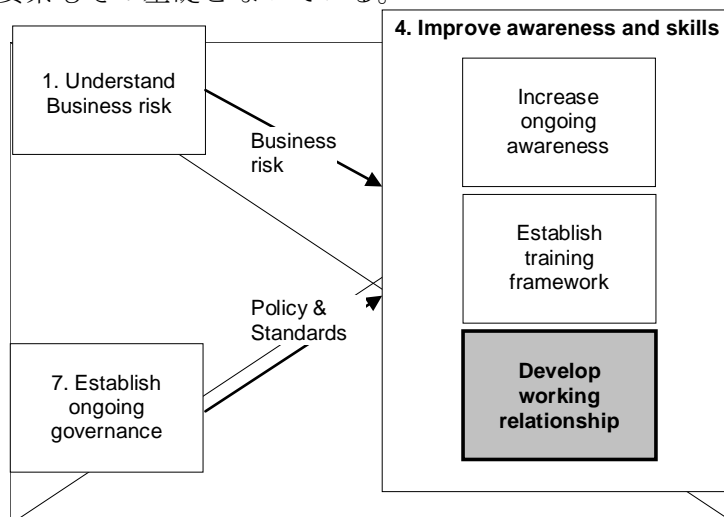 4. Improve awareness and skills
1. Understand
Business risk
Business
risk
Increase
ongoing
awareness
Establish
training
framework
Policy &
Standards
7. Establish
ongoing
governance
Develop
working
relationship